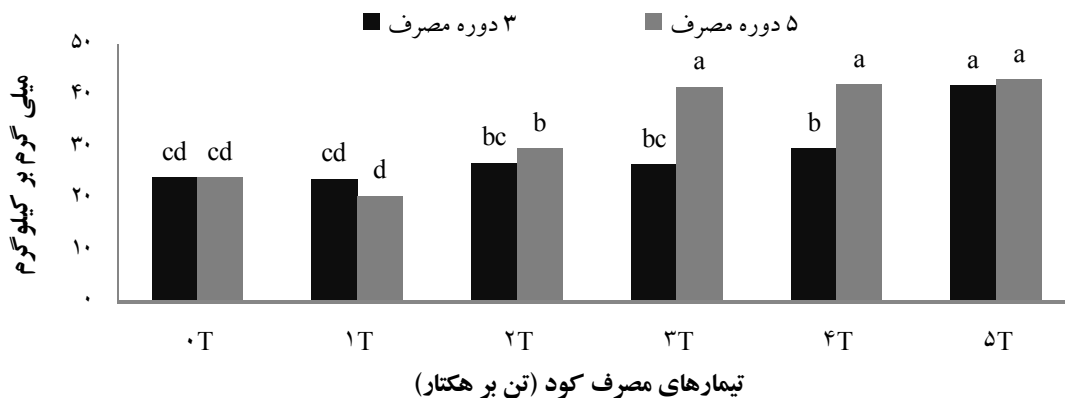 ۳ دوره مصرف ۵ دوره مصرف
میلی گرم بر کیلوگرم
۵۰
۴۰
۳۰
۲۰
۱۰
۰
cd cd cd d bc b bc a b a a a
۰T ۱T ۲T ۳T ۴T ۵T
تیمارهای مصرف کود (تن بر هکتار)